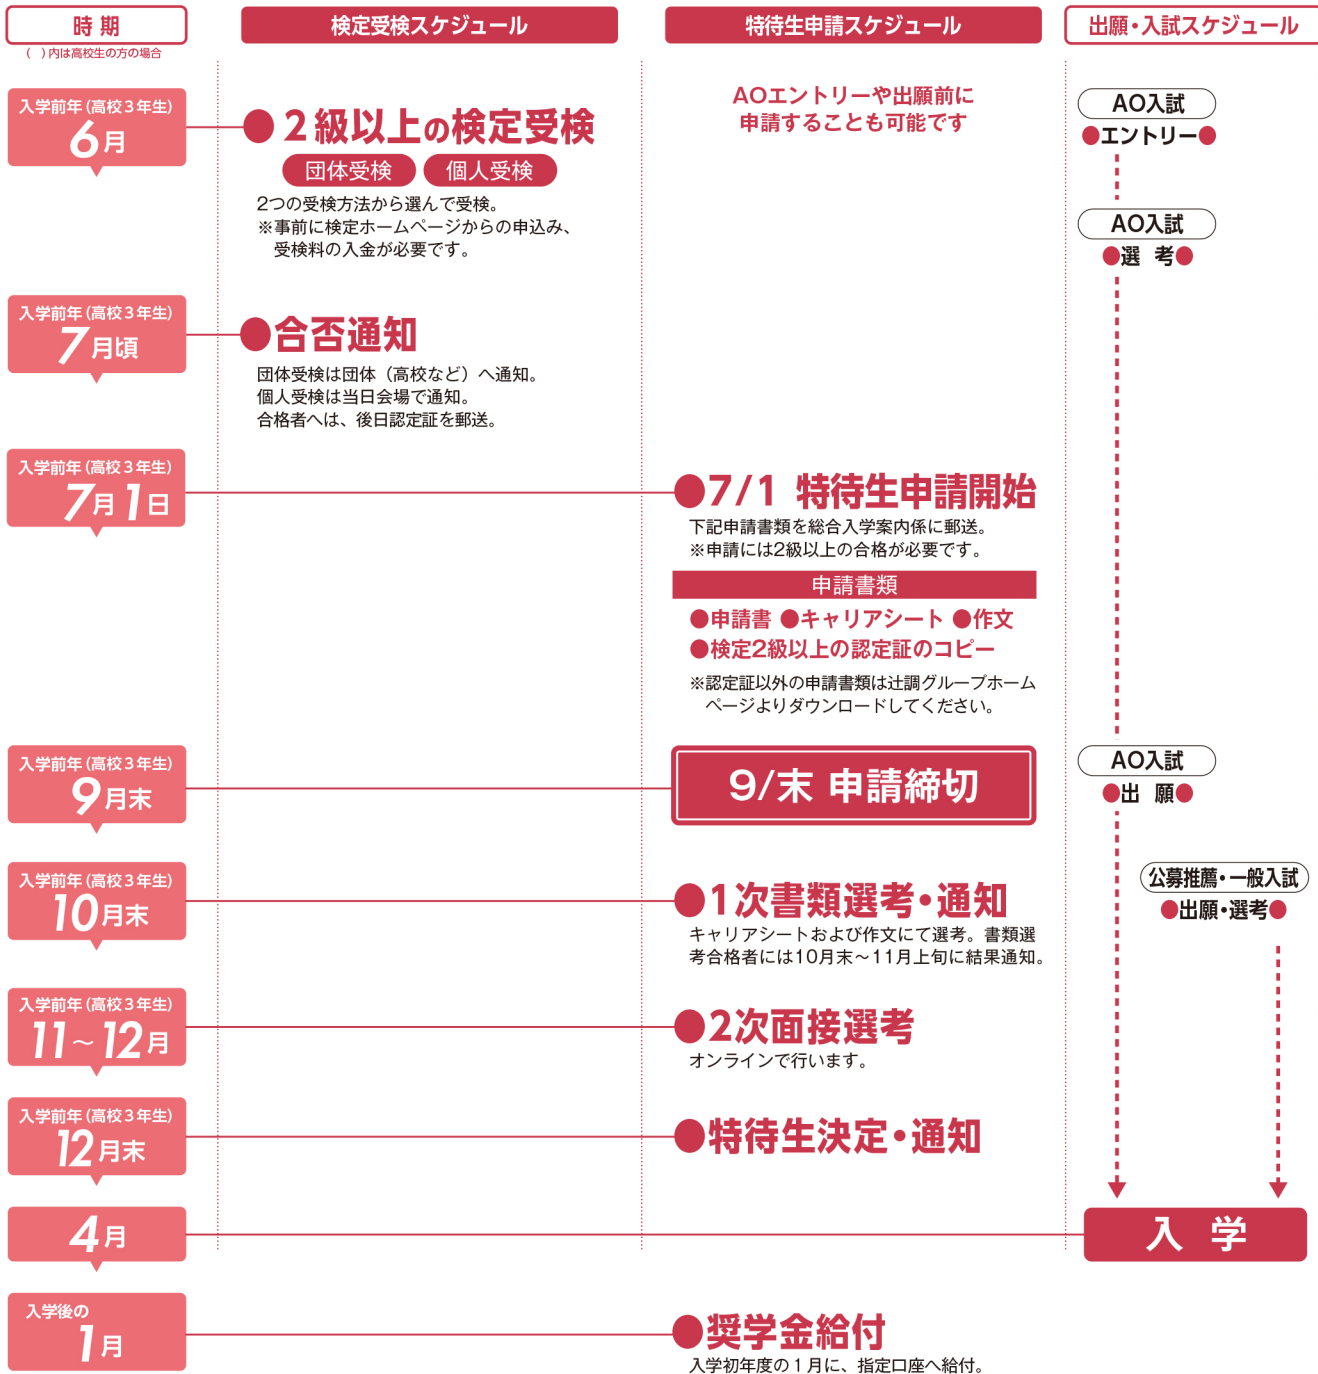 時期
(　)内は高校生の方の場合
検定受検スケジュール
特待生申請スケジュール
出願・入試スケジュール
入学前年(高校3年生)
6月
●2級以上の検定受検
団体受検
個人受検
2つの受検方法から選んで受検。
※事前に検定ホームページからの申込み、
受検料の入金が必要です。
AOエントリーや出願前に
申請することも可能です
AO入試
●エントリー●
AO入試
●選　考●
入学前年(高校3年生)
7月頃
●合否通知
団体受検は団体（高校など）へ通知。
個人受検は当日会場で通知。
合格者へは、後日認定証を郵送。
入学前年(高校3年生)
7月1日
●7/1 特待生申請開始
下記申請書類を総合入学案内係に郵送。
※申請には2級以上の合格が必要です。
申請書類
●申請書 ●キャリアシート ●作文
●検定2級以上の認定証のコピー
※認定証以外の申請書類は辻調グループホーム
ページよりダウンロードしてください。
入学前年(高校3年生)
9月末
9/末 申請締切
AO入試
●出　願●
入学前年(高校3年生)
10月末
●1次書類選考・通知
キャリアシートおよび作文にて選考。書類選
考合格者には10月末～11月上旬に結果通知。
公募推薦・一般入試
●出願・選考●
入学前年(高校3年生)
11～12月
●2次面接選考
オンラインで行います。
入学前年(高校3年生)
12月末
●特待生決定・通知
4月
入　学
入学後の
1月
●奨学金給付
入学初年度の1月に、指定口座へ給付。